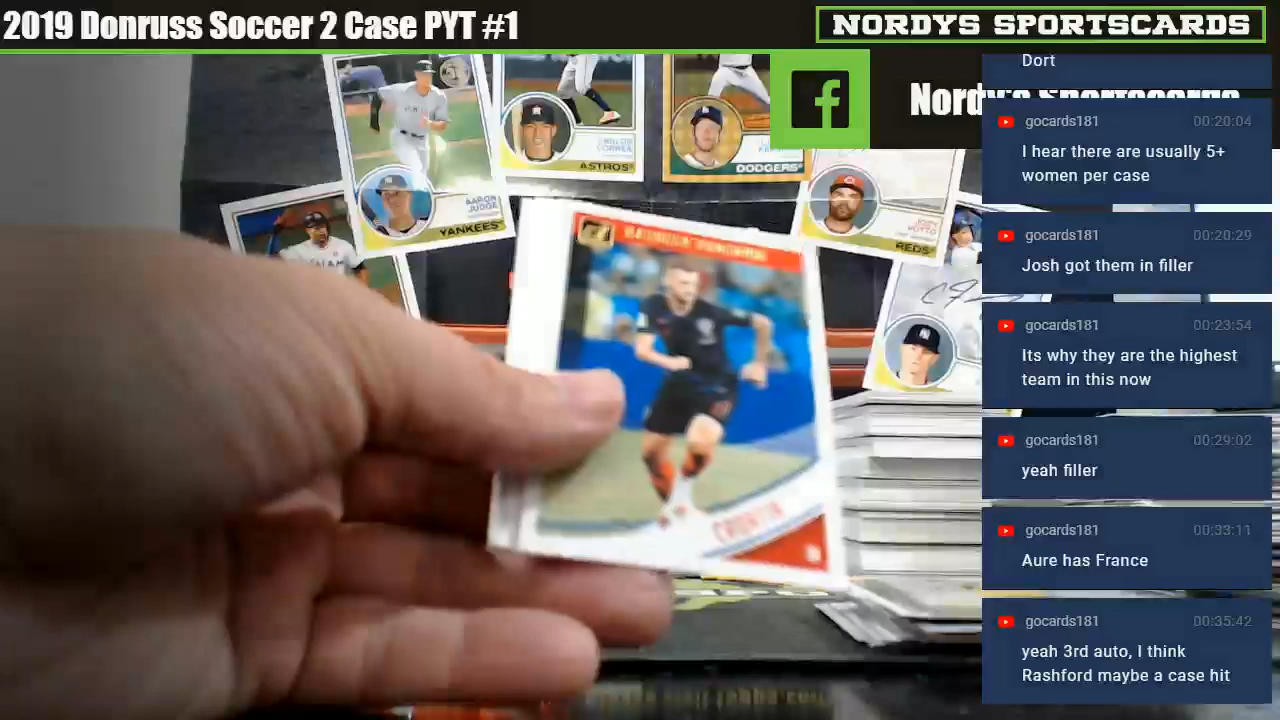 2019 Donruss Soccer 2 Case PYT #1
NORDYS SPORTSCARDS
Nordy's Sportscards
Dort
gocards181 00:20:04
I hear there are usually 5+
women per case
gocards181 00:20:29
Josh got them in filler
gocards181 00:23:54
Its why they are the highest
team in this now
gocards181 00:29:02
yeah filler
gocards181 00:33:11
Aure has France
gocards181 00:35:42
yeah 3rd auto, I think
Rashford maybe a case hit
AARON
JUDGE
YANKEES
ASTROS
DODGERS
REDS
CROATIA